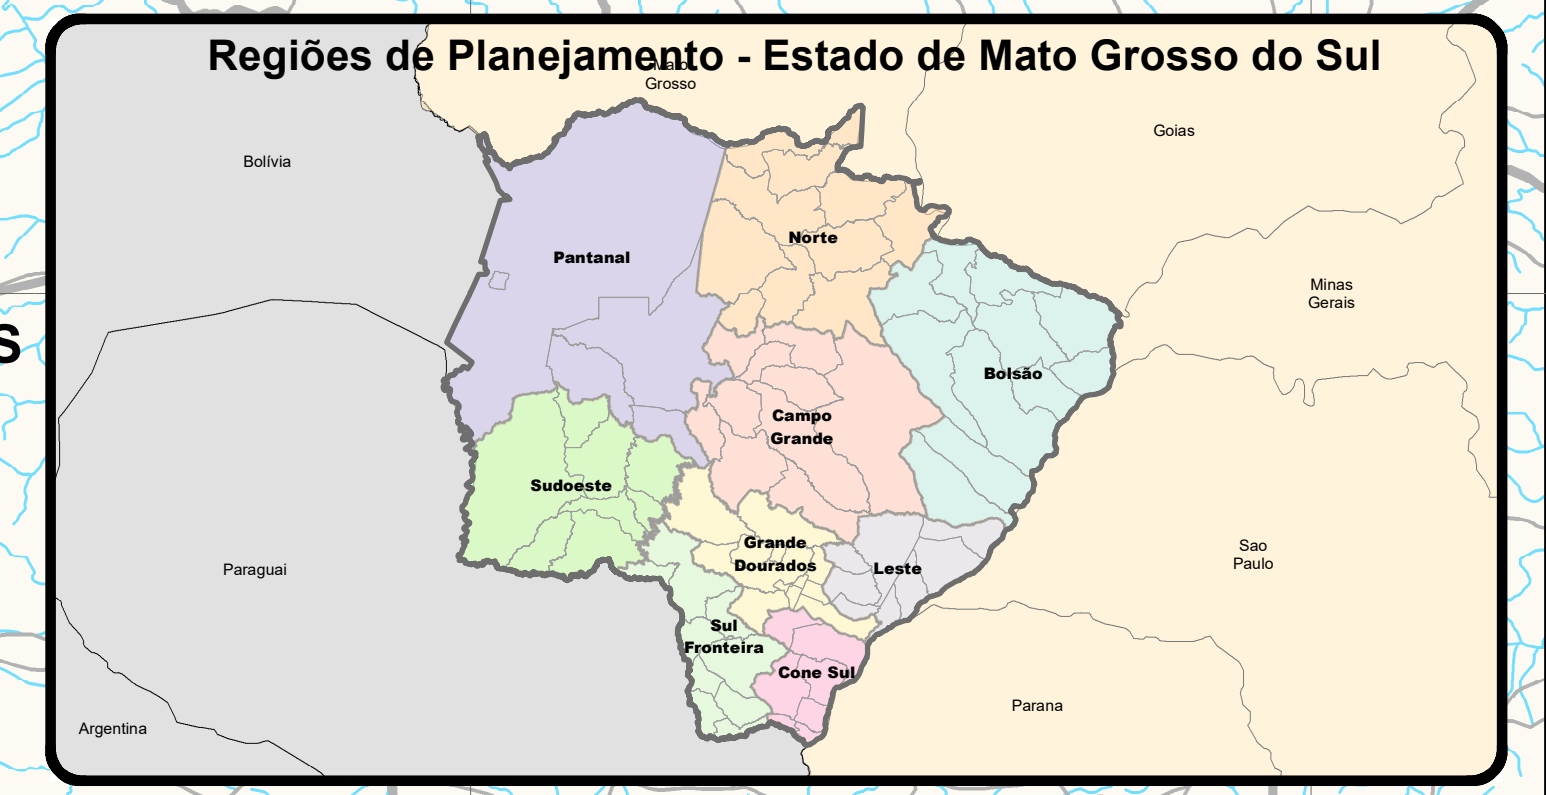 Regiões de Planejamento - Estado de Mato Grosso do Sul
Mato
Grosso
Goias
Bolívia
Norte
Pantanal
Minas
Gerais
S
Bolsão
Campo
Grande
Sudoeste
Grande
Dourados
Sao
Paulo
Leste
Paraguai
Sul
Fronteira
Cone Sul
Parana
Argentina